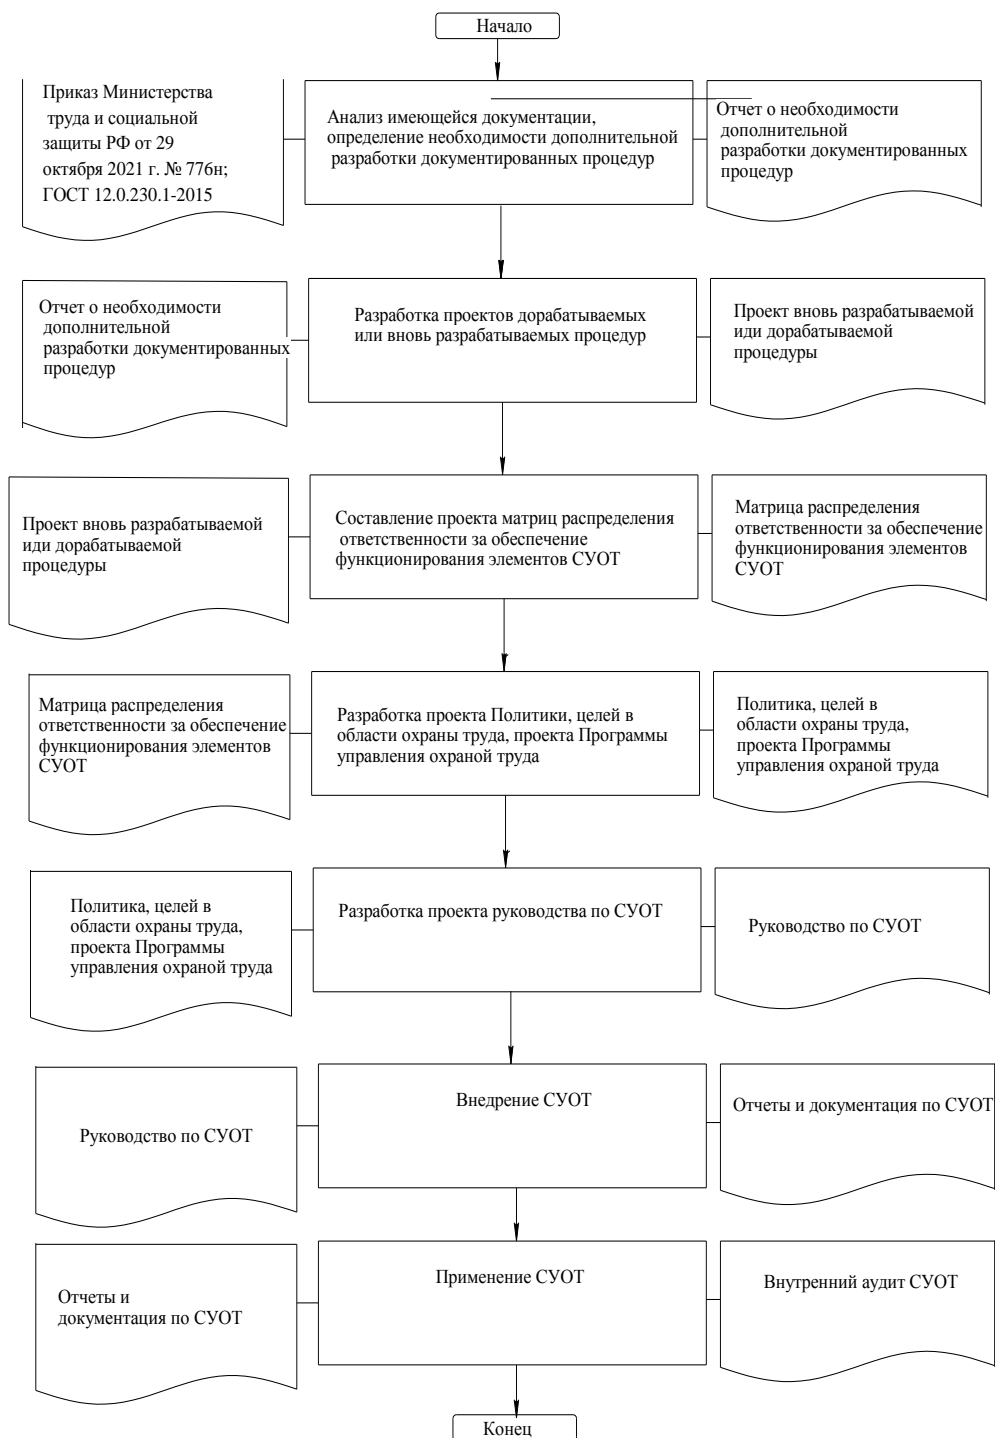 Начало
Приказ Министерства
труда и социальной
защиты РФ от 29
октября 2021 г. № 776н;
ГОСТ 12.0.230.1-2015
Анализ имеющейся документации,
определение необходимости дополнительной
разработки документированных процедур
Отчет о необходимости
дополнительной
разработки документированных
процедур
Отчет о необходимости
дополнительной
разработки документированных
процедур
Разработка проектов дорабатываемых
или вновь разрабатываемых процедур
Проект вновь разрабатываемой
иди дорабатываемой
процедуры
Проект вновь разрабатываемой
иди дорабатываемой
процедуры
Составление проекта матриц распределения
ответственности за обеспечение
функционирования элементов СУОТ
Матрица распределения
ответственности за обеспечение
функционирования элементов
СУОТ
Матрица распределения
ответственности за обеспечение
функционирования элементов
СУОТ
Разработка проекта Политики, целей в
области охраны труда, проекта Программы
управления охраной труда
Политика, целей в
области охраны труда,
проекта Программы
управления охраной труда
Политика, целей в
области охраны труда,
проекта Программы
управления охраной труда
Разработка проекта руководства по СУОТ
Руководство по СУОТ
Руководство по СУОТ
Внедрение СУОТ
Отчеты и документация по СУОТ
Отчеты и
документация по СУОТ
Применение СУОТ
Внутренний аудит СУОТ
Конец